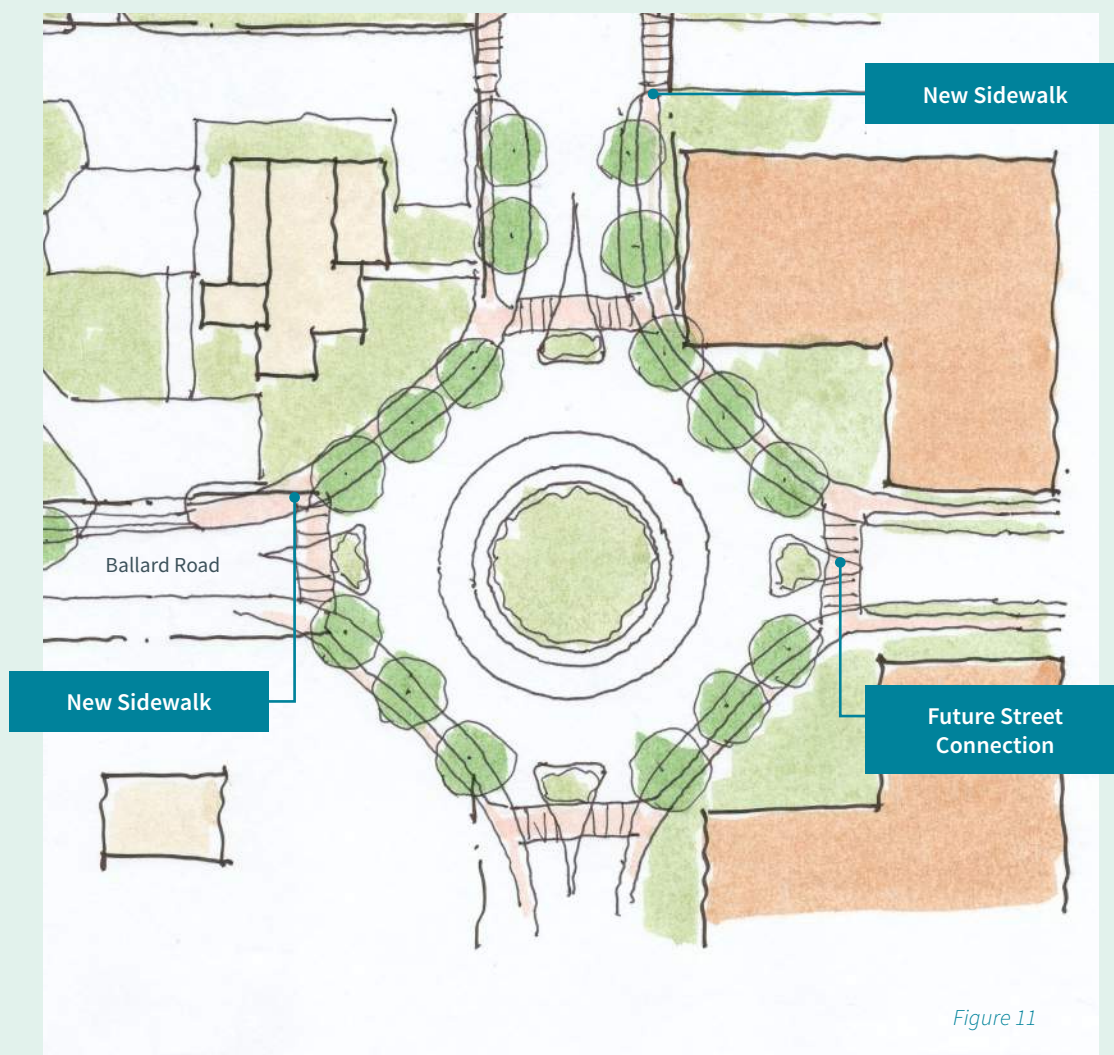 New Sidewalk
Ballard Road
New Sidewalk
Future Street
Connection
Figure 11